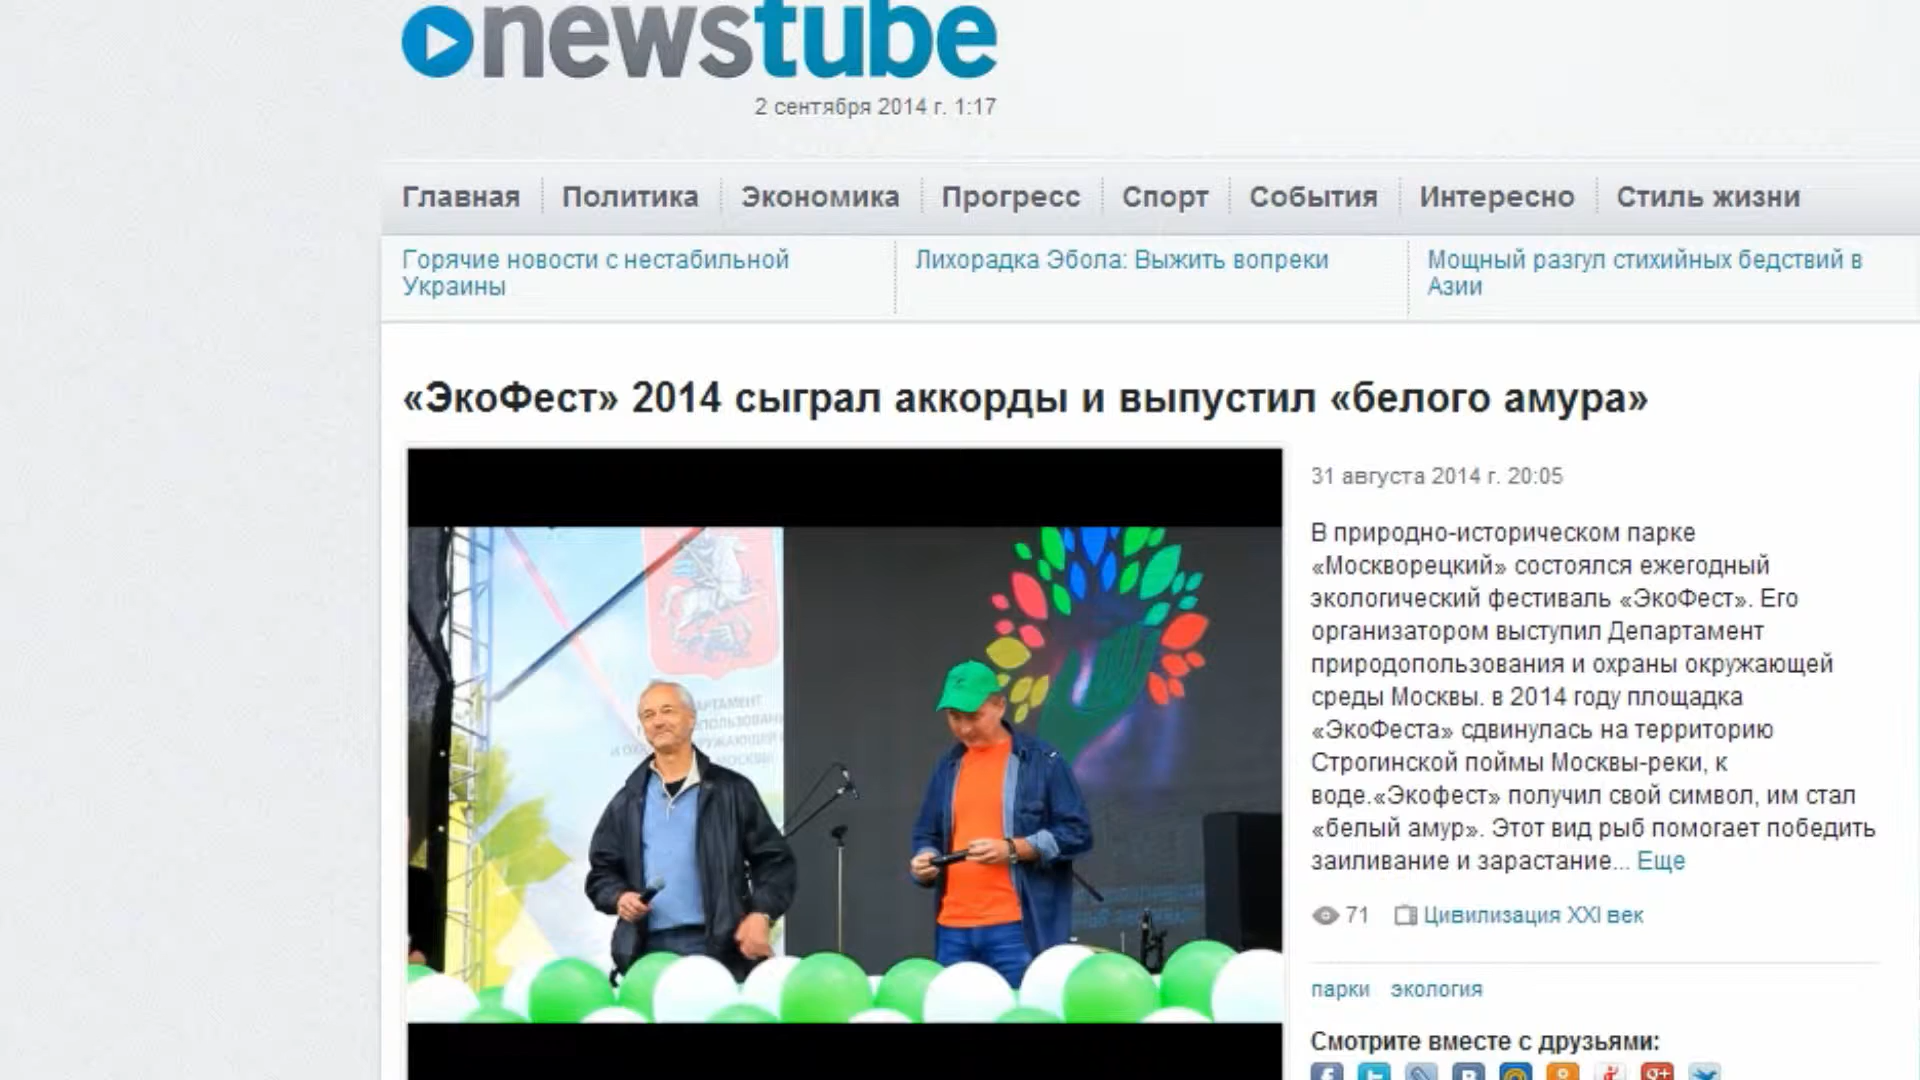 newstube
2 сентября 2014 г. 1:17
Главная Политика Экономика Прогресс Спорт События Интересно Стиль жизни
Горячие новости с нестабильной
Украины
Лихорадка Эбола: Выжить вопреки
Мощный разгул стихийных бедствий в
Азии
«ЭкоФест» 2014 сыграл аккорды и выпустил «белого амура»
31 августа 2014 г. 20:05
В природно-историческом парке
«Москворецкий» состоялся ежегодный
экологический фестиваль «ЭкоФест». Его
организатором выступил Департамент
природопользования и охраны окружающей
среды Москвы. в 2014 году площадка
«ЭкоФеста» сдвинулась на территорию
Строгинской поймы Москвы-реки, к
воде.«Экофест» получил свой символ, им стал
«белый амур». Этот вид рыб помогает победить
заиливание и зарастание... Еще
71 Цивилизация XXI век
парки экология
Смотрите вместе с друзьями: